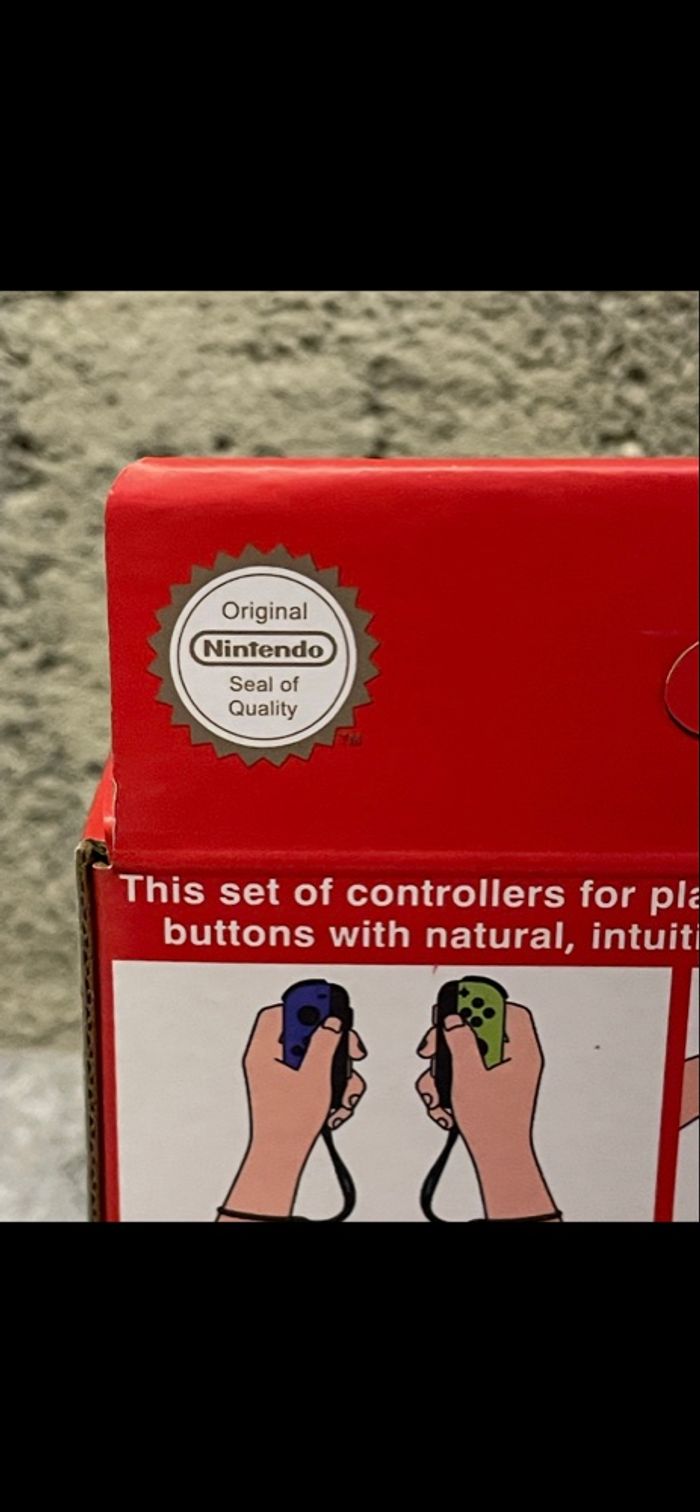 Original
Nintendo
Seal of
Quality
TM
This set of controllers for pla
buttons with natural, intuiti